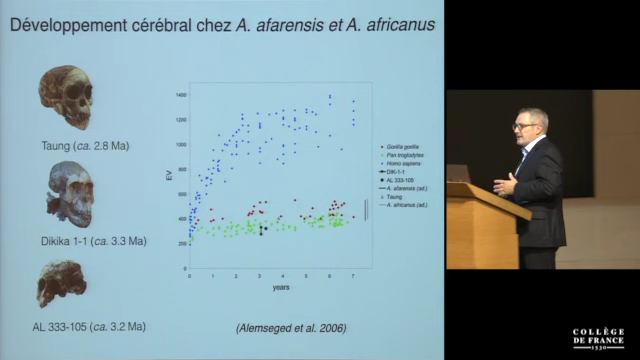 Développement cérébral chez A. afarensis et A. africanus
Taung (ca. 2.8 Ma)
Dikika 1-1 (ca. 3.3 Ma)
AL 333-105 (ca. 3.2 Ma)
EV
1400
1200
1000
800
600
400
200
0
0
1
2
3
4
5
6
7
years
Gorilla gorilla
Pan troglodytes
Homo sapiens
DIK-1-1
AL 333-105
A. afarensis (ad.)
Taung
A. africanus (ad.)
(Alemseged et al. 2006)
COLLÈGE
DE FRANCE
1530